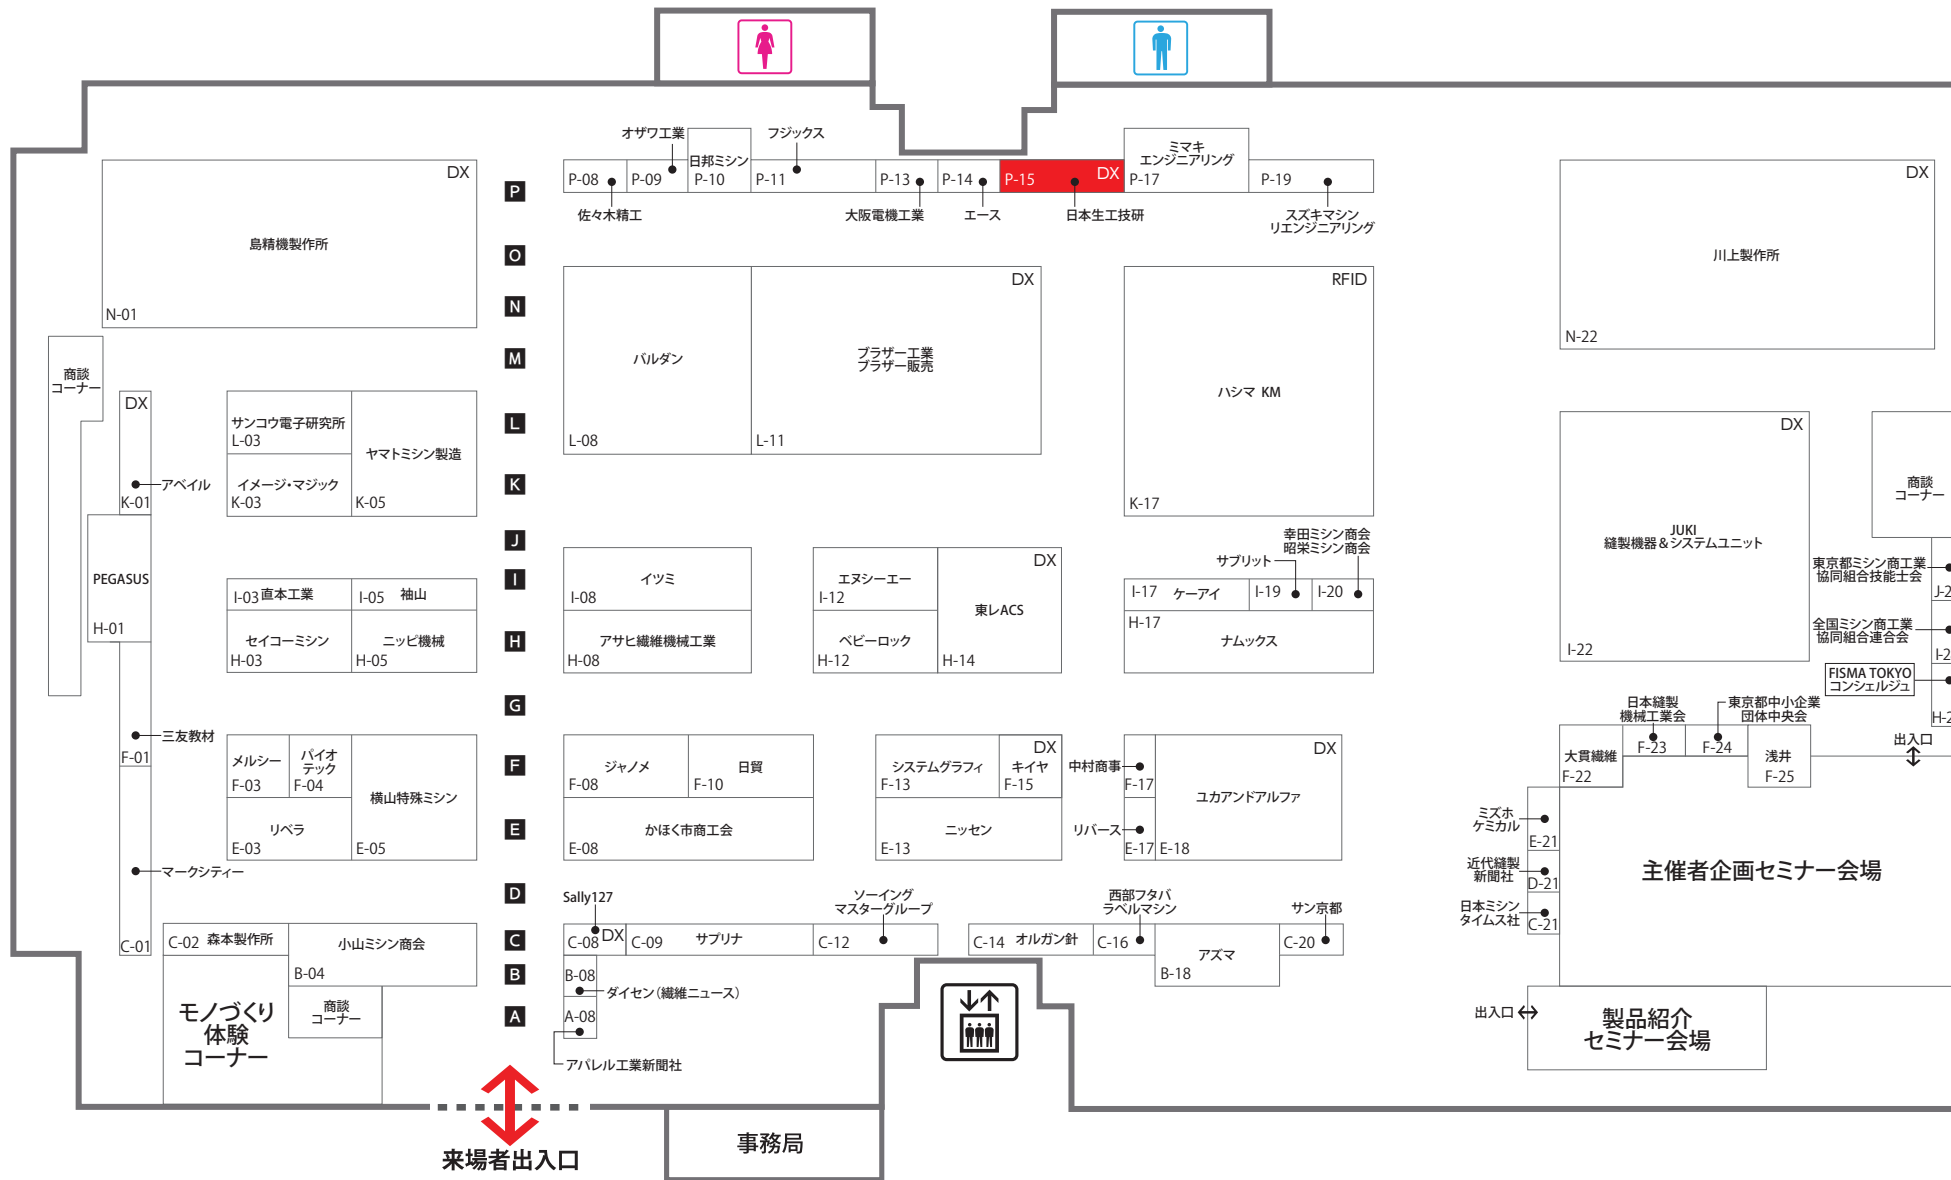 オザワ工業
フジックス
ミマキ
エンジニアリング
日邦ミシン
P
P-08
P-09
P-10
P-11
P-13
P-14
P-15
DX
P-17
P-19
佐々木精工
大阪電機工業
エース
日本生工技研
スズキマシン
リエンジニアリング
DX
島精機製作所
N-01
O
N
M
L
K
J
I
H
G
F
E
D
C
B
A
バルダン
L-08
DX
ブラザー工業
ブラザー販売
L-11
RFID
ハシマ KM
K-17
DX
川上製作所
N-22
商談
コーナー
DX
アベイル
K-01
サンコウ電子研究所
L-03
イメージ・マジック
K-03
ヤマトミシン製造
K-05
DX
JUKI
縫製機器&システムユニット
I-22
商談
コーナー
PEGASUS
H-01
I-03 直本工業
I-05 袖山
セイコーミシン
H-03
ニッピ機械
H-05
イツミ
I-08
アサヒ繊維機械工業
H-08
エヌシーエー
I-12
ベビーロック
H-12
DX
東レACS
H-14
幸田ミシン商会
昭栄ミシン商会
サプリット
I-17 ケーアイ
I-19
I-20
H-17
ナムックス
東京都ミシン商工業
協同組合技能士会
J-2
全国ミシン商工業
協同組合連合会
I-2
FISMA TOKYO
コンシェルジュ
H-2
三友教材
F-01
メルシー
F-03
パイオ
テック
F-04
横山特殊ミシン
E-05
リベラ
E-03
ジャノメ
F-08
日貿
F-10
かほく市商工会
E-08
システムグラフィ
F-13
DX
キイヤ
F-15
ニッセン
E-13
中村商事
F-17
リバース
E-17
DX
ユカアンドアルファ
E-18
日本縫製
機械工業会
F-23
東京都中小企業
団体中央会
F-24
大貫繊維
F-22
浅井
F-25
出入口
ミズホ
ケミカル
E-21
近代縫製
新聞社
D-21
日本ミシン
タイムス社
C-21
主催者企画セミナー会場
マークシティー
C-01
C-02 森本製作所
小山ミシン商会
B-04
モノづくり
体験
コーナー
商談
コーナー
Sally127
C-08
DX
C-09
サプリナ
ソーイング
マスターグループ
C-12
B-08
ダイセン（繊維ニュース）
A-08
アパレル工業新聞社
C-14 オルガン針
西部フタバ
ラベルマシン
C-16
アズマ
B-18
サン京都
C-20
出入口
製品紹介
セミナー会場
来場者出入口
事務局